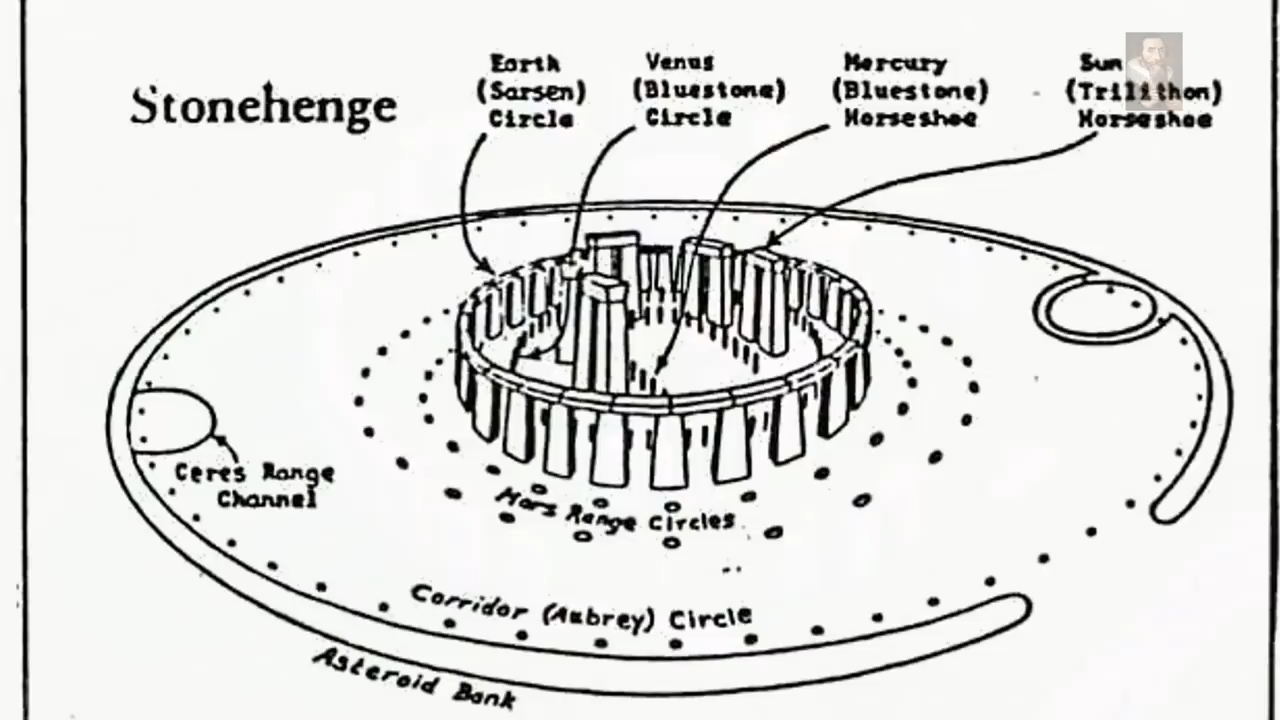 Stonehenge
Earth
(Sarsen)
Circle
Venus
(Bluestone)
Circle
Mercury
(Bluestone)
Horseshoe
Sun
(Trilithon)
Horseshoe
Ceres Range
Channel
Mars Range Circles
Corridor (Aubrey) Circle
Asteroid Bank